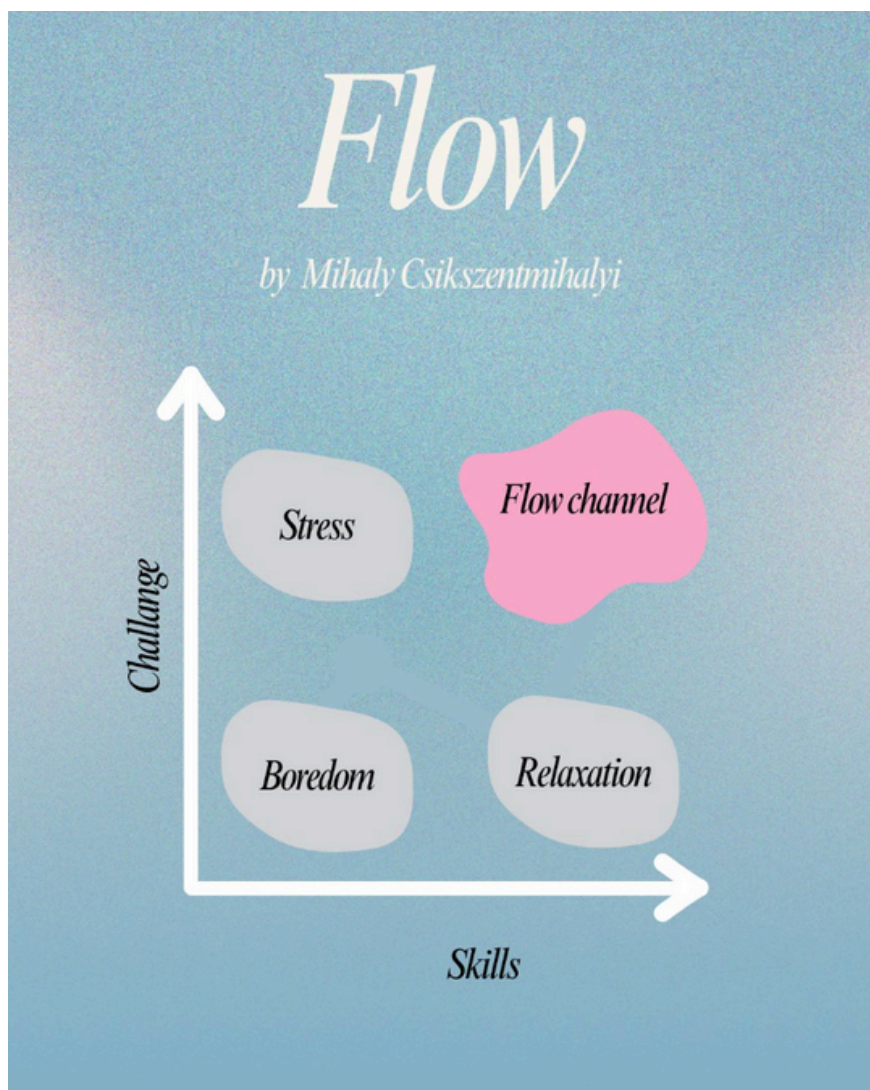 Flow
by Mihaly Csikszentmihalyi
Stress
Flow channel
Challange
Boredom
Relaxation
Skills